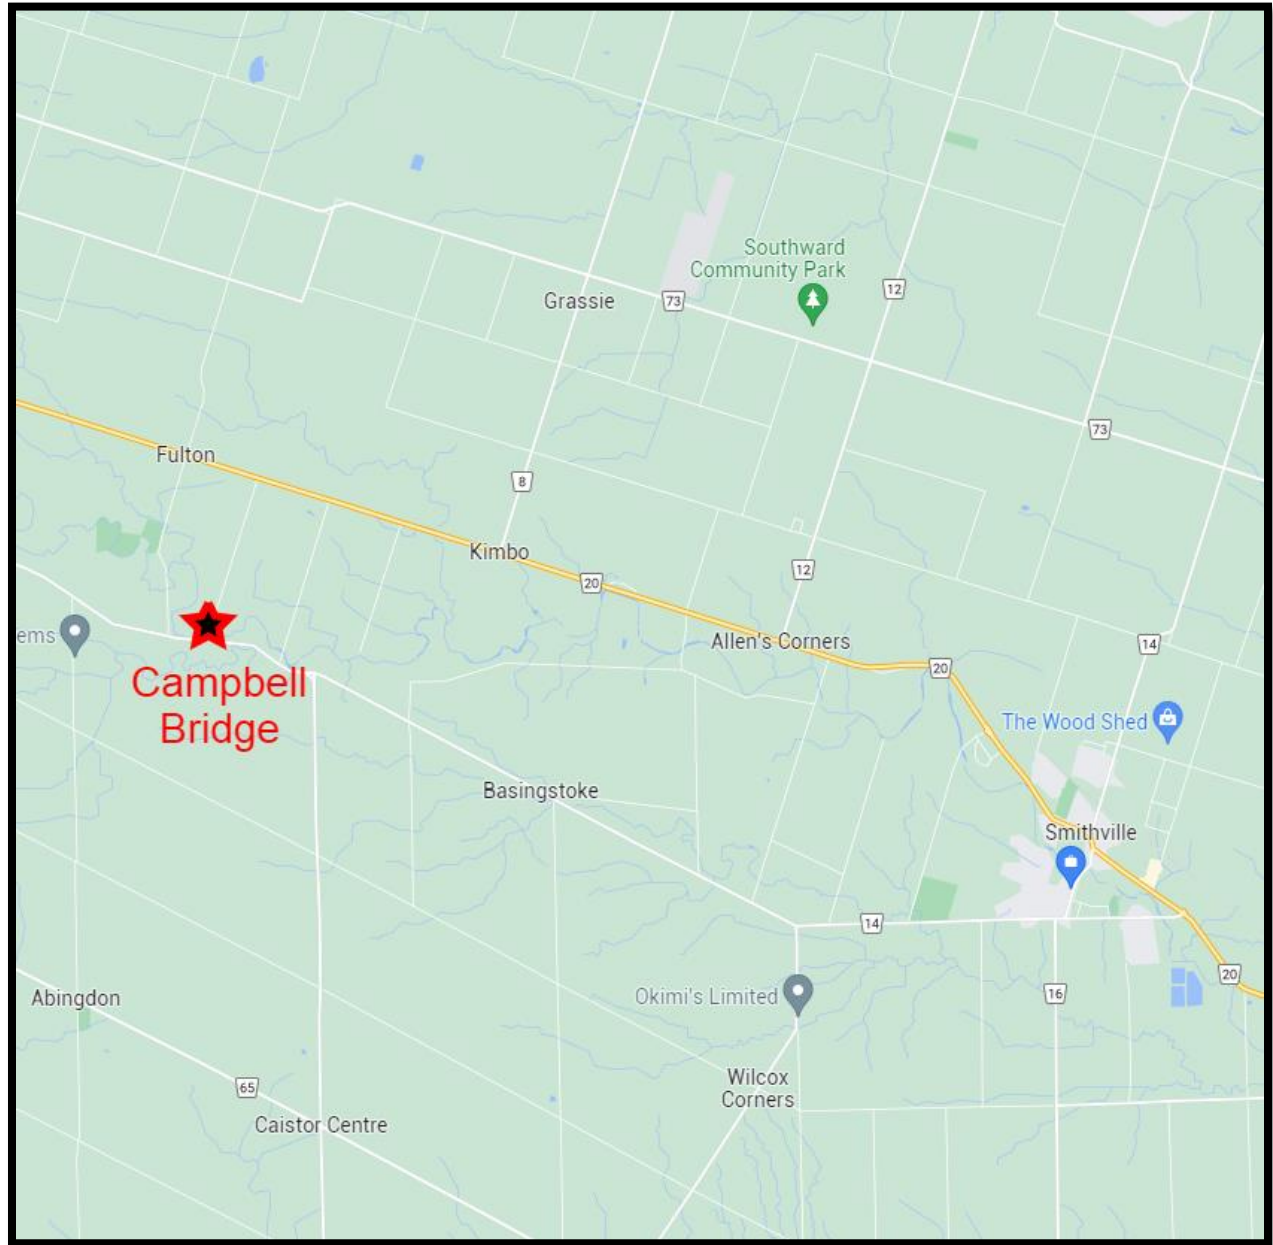 Southward
Community Park
12
Grassie
73
73
Fulton
8
Kimbo
20
12
ems
Allen's Corners
14
20
Campbell
Bridge
The Wood Shed
Basingstoke
Smithville
14
20
Abingdon
Okimi's Limited
16
Wilcox
Corners
65
Caistor Centre